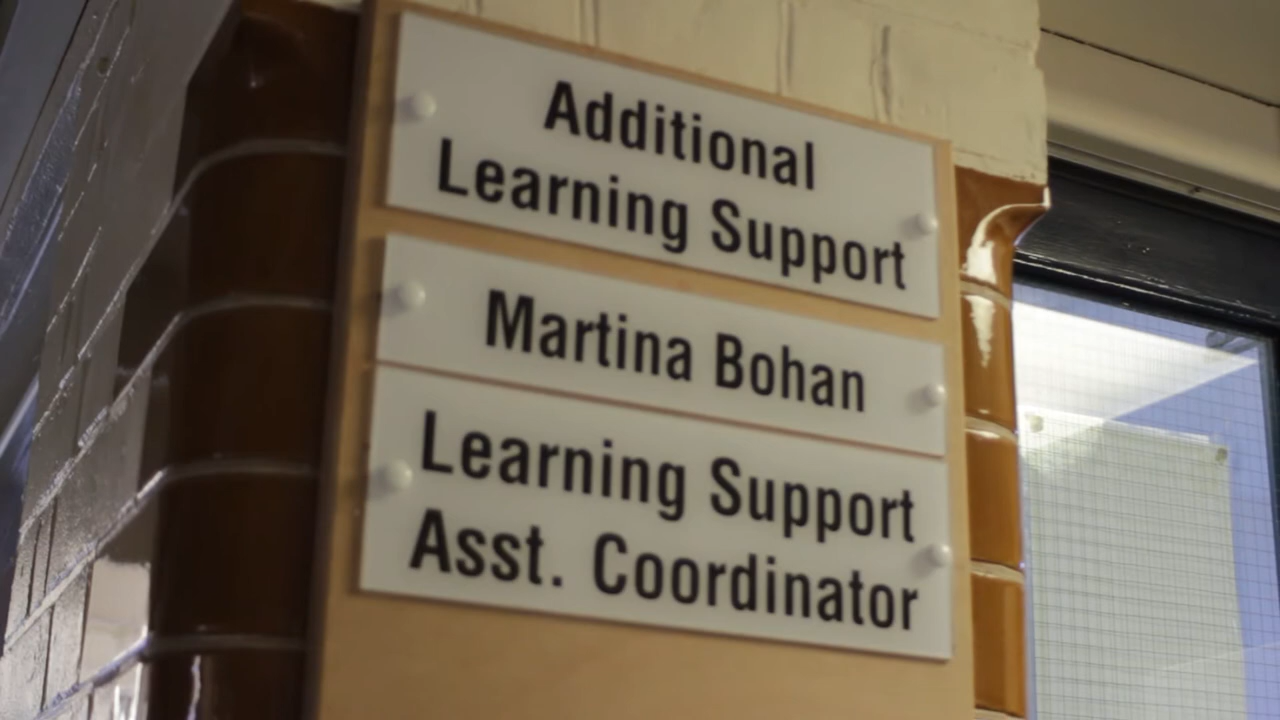 Additional
Learning Support
Martina Bohan
Learning Support
Asst. Coordinator